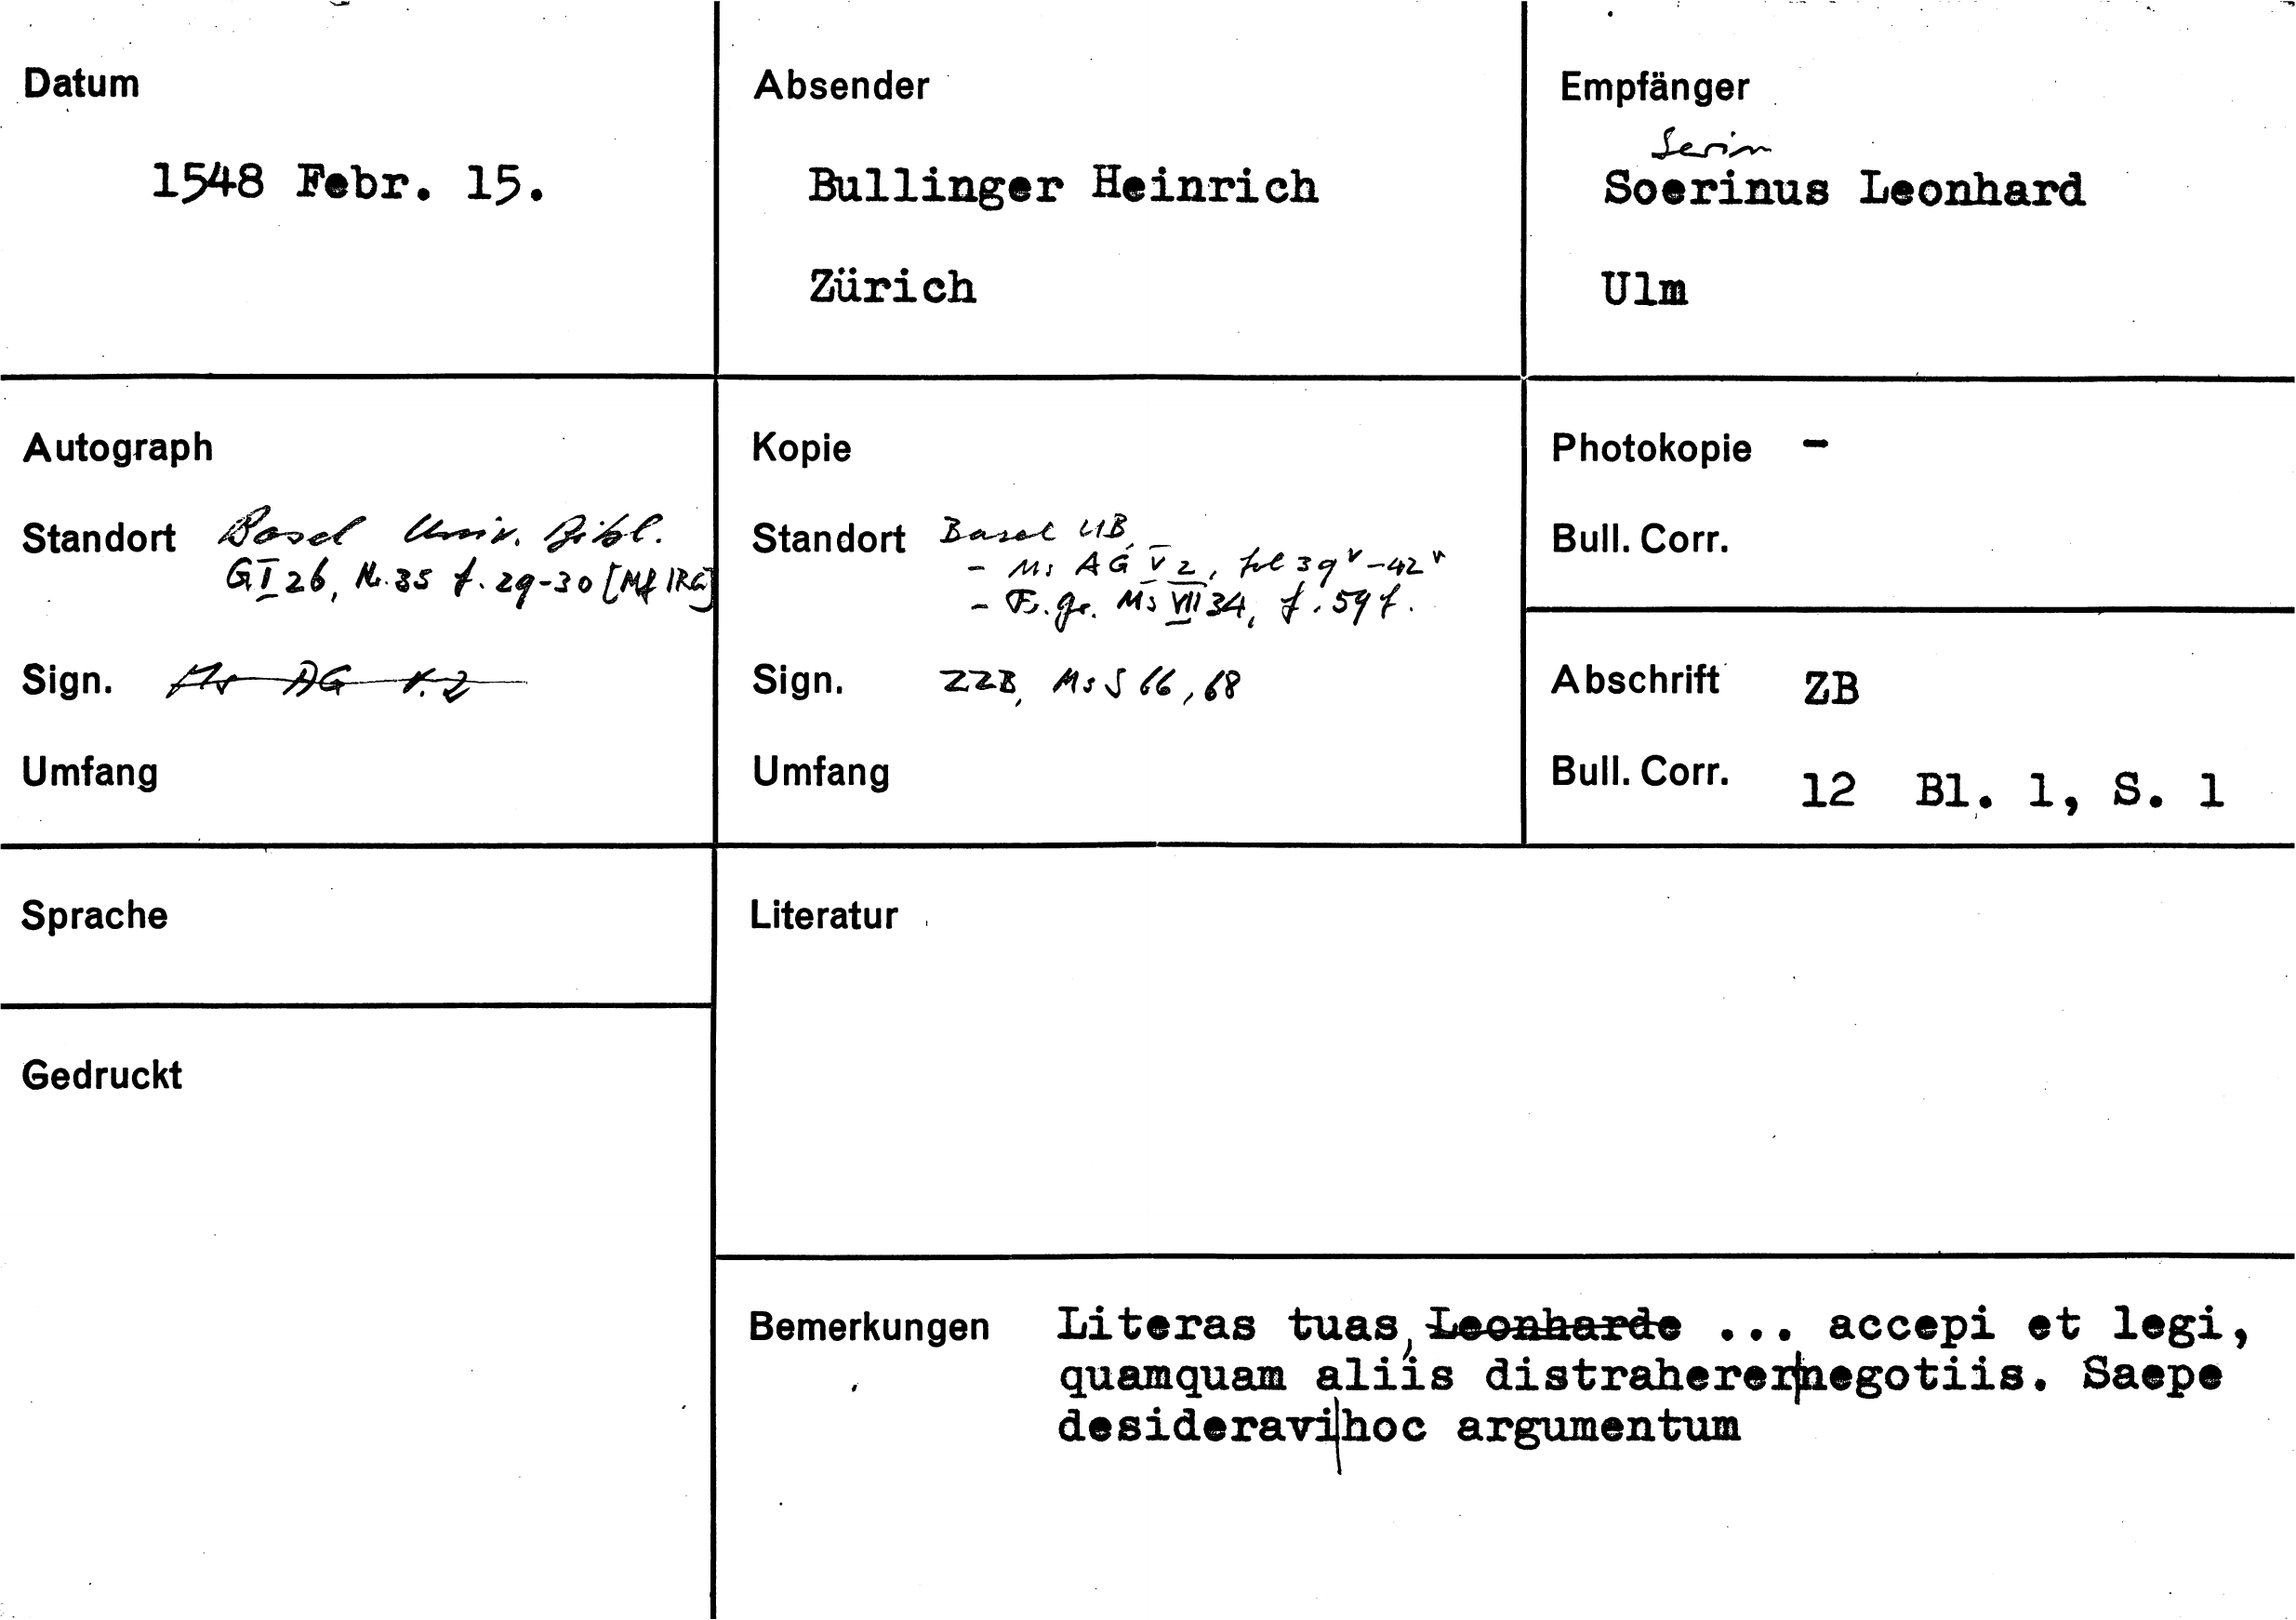 Datum
1548 Febr. 15.
Absender
Bullinger Heinrich
Zürich
Empfänger
Serin
Soerinus Leonhard
Ulm
Autograph
Standort Basel Univ. Bibl.
G I 26, Nr. 35 f. 29-30 [Mf IRG]
Sign. Ms AG V. 2
Umfang
Kopie
Standort Basel UB,
- Ms AG V 2, fol 39v-42v
- Fr. gr. Ms VII 34, f. 59 f.
Sign. ZZB, Ms S 66, 68
Umfang
Photokopie -
Bull. Corr.
Abschrift ZB
Bull. Corr. 12 Bl. 1, S. 1
Sprache
Gedruckt
Literatur
Bemerkungen Literas tuas, Leonharde ... accepi et legi,
quamquam aliis distraherer negotiis. Saepe
desideravi hoc argumentum